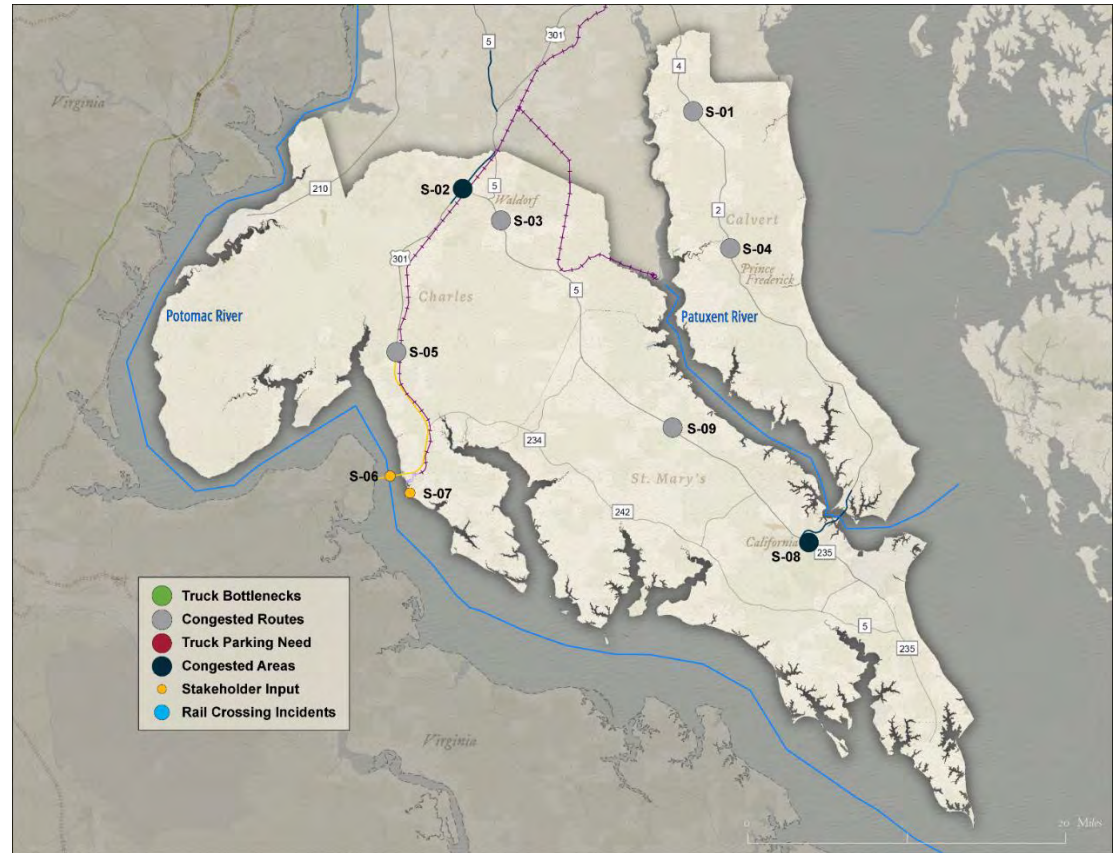 5
301
4
Virginia
S-01
210
S-02
5
Waldorf
S-03
2
Calvert
S-04
Prince
Frederick
301
Charles
5
Potomac River
Patuxent River
S-05
S-09
234
S-06
St. Mary's
S-07
242
California
235
S-08
Truck Bottlenecks
Congested Routes
Truck Parking Need
Congested Areas
Stakeholder Input
Rail Crossing Incidents
5
235
Virginia
0
20 Miles